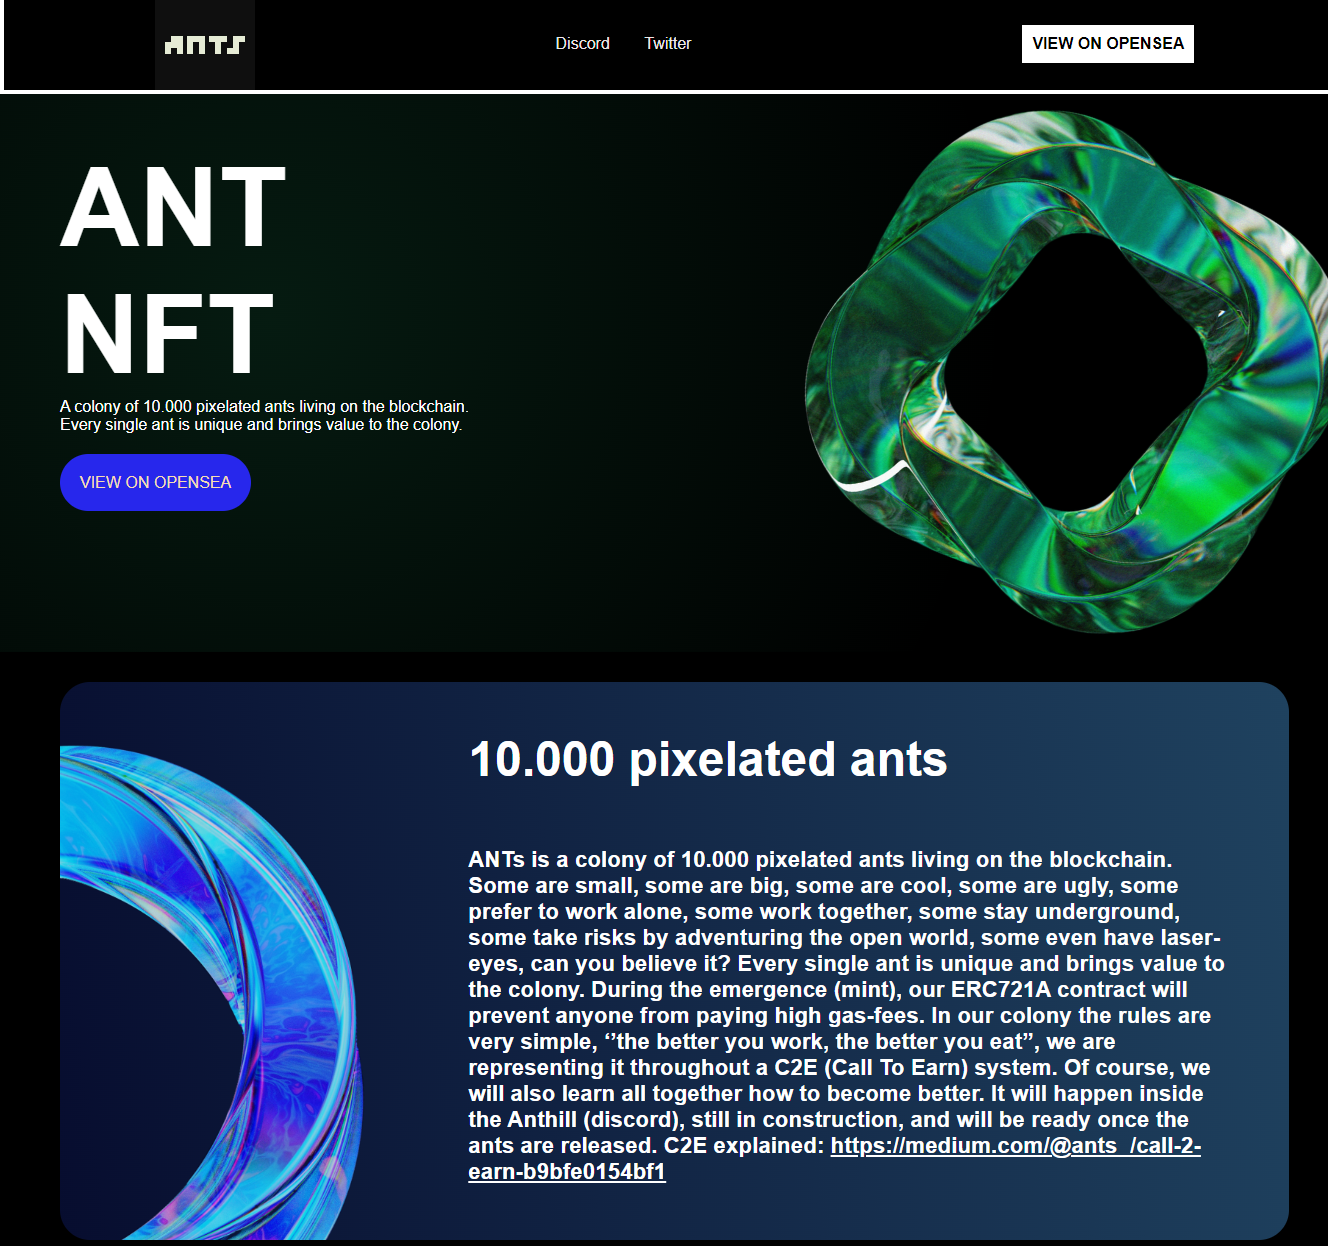 ANTS
Discord
Twitter
VIEW ON OPENSEA
ANT
NFT
A colony of 10.000 pixelated ants living on the blockchain.
Every single ant is unique and brings value to the colony.
VIEW ON OPENSEA
10.000 pixelated ants
ANTs is a colony of 10.000 pixelated ants living on the blockchain.
Some are small, some are big, some are cool, some are ugly, some
prefer to work alone, some work together, some stay underground,
some take risks by adventuring the open world, some even have laser-
eyes, can you believe it? Every single ant is unique and brings value to
the colony. During the emergence (mint), our ERC721A contract will
prevent anyone from paying high gas-fees. In our colony the rules are
very simple, ‘’the better you work, the better you eat’’, we are
representing it throughout a C2E (Call To Earn) system. Of course, we
will also learn all together how to become better. It will happen inside
the Anthill (discord), still in construction, and will be ready once the
ants are released. C2E explained: https://medium.com/@ants_/call-2-
earn-b9bfe0154bf1